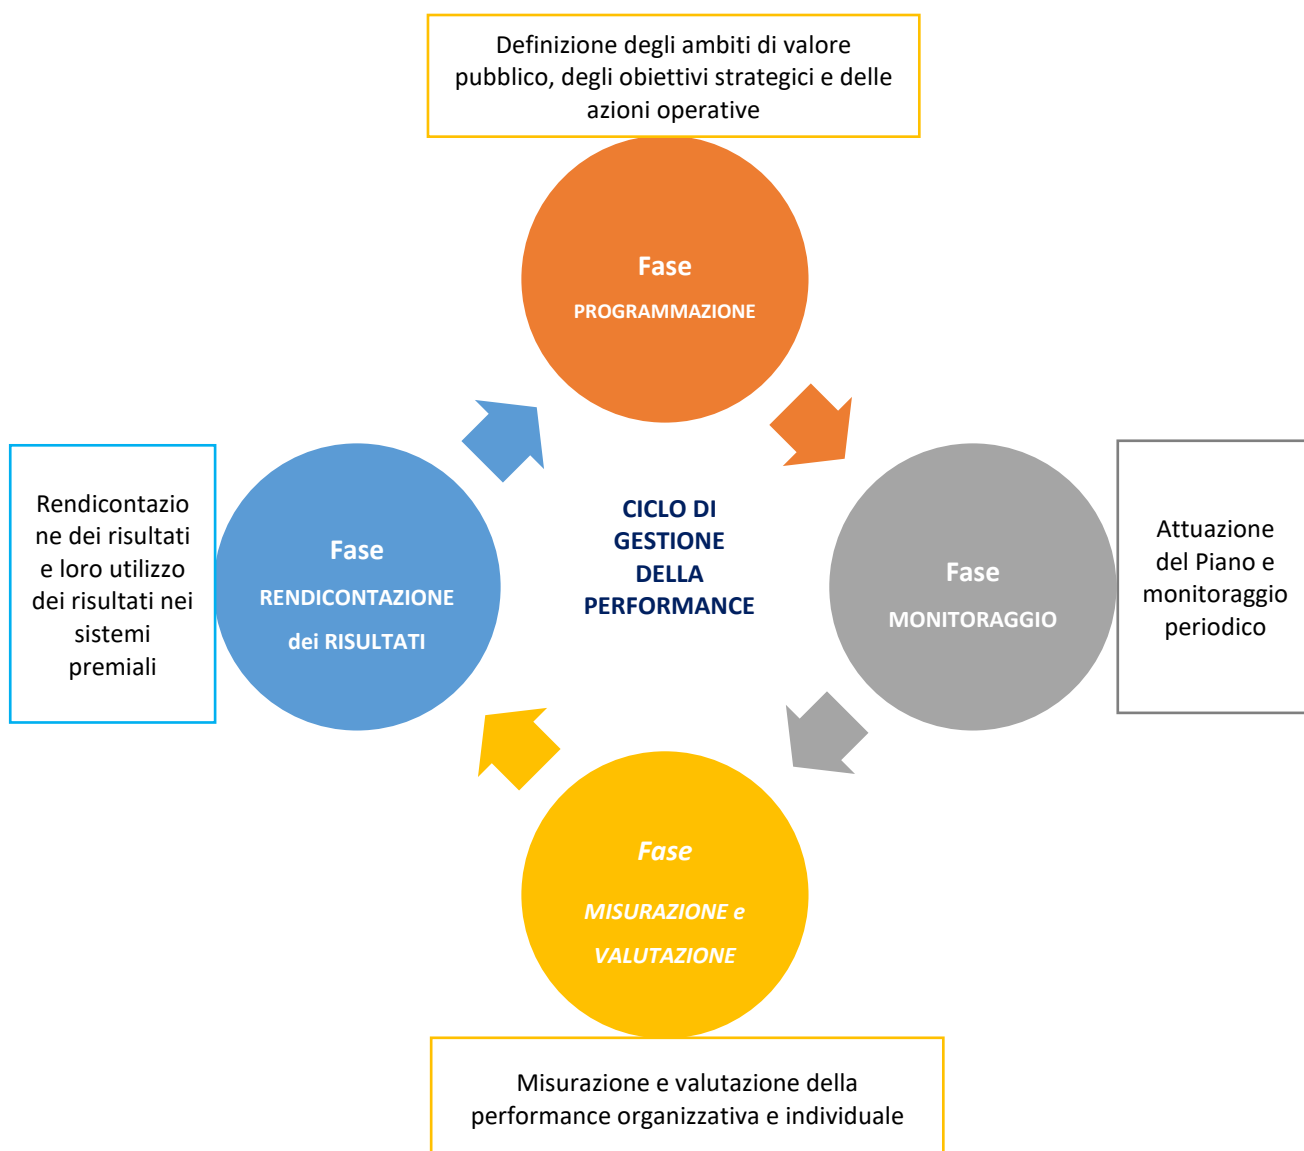 Definizione degli ambiti di valore
pubblico, degli obiettivi strategici e delle
azioni operative
Fase
PROGRAMMAZIONE
Rendicontazio
ne dei risultati
e loro utilizzo
dei risultati nei
sistemi
premiali
Fase
RENDICONTAZIONE
dei RISULTATI
CICLO DI
GESTIONE
DELLA
PERFORMANCE
Fase
MONITORAGGIO
Attuazione
del Piano e
monitoraggio
periodico
Fase
MISURAZIONE e
VALUTAZIONE
Misurazione e valutazione della
performance organizzativa e individuale